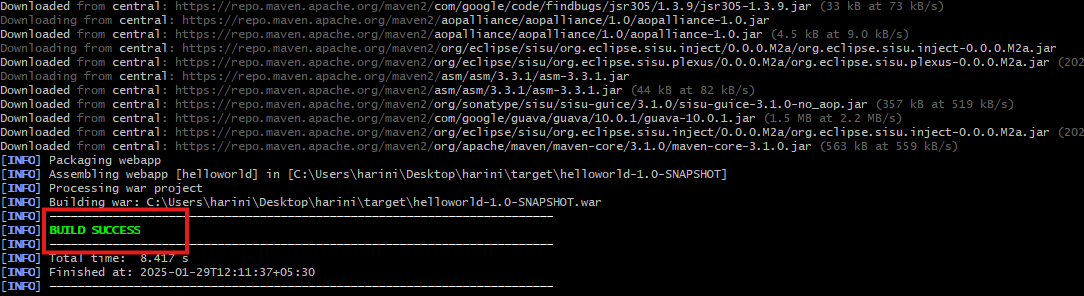 Downloaded from central: https://repo.maven.apache.org/maven2/com/google/code/findbugs/jsr305/1.3.9/jsr305-1.3.9.jar (33 kB at 73 kB/s)
Downloading from central: https://repo.maven.apache.org/maven2/aopalliance/aopalliance/1.0/aopalliance-1.0.jar
Downloaded from central: https://repo.maven.apache.org/maven2/aopalliance/aopalliance/1.0/aopalliance-1.0.jar (4.5 kB at 9.0 kB/s)
Downloading from central: https://repo.maven.apache.org/maven2/org/eclipse/sisu/org.eclipse.sisu.inject/0.0.0.M2a/org.eclipse.sisu.inject-0.0.0.M2a.jar
Downloaded from central: https://repo.maven.apache.org/maven2/org/eclipse/sisu/org.eclipse.sisu.plexus/0.0.0.M2a/org.eclipse.sisu.plexus-0.0.0.M2a.jar (202
Downloading from central: https://repo.maven.apache.org/maven2/asm/asm/3.3.1/asm-3.3.1.jar
Downloaded from central: https://repo.maven.apache.org/maven2/asm/asm/3.3.1/asm-3.3.1.jar (44 kB at 82 kB/s)
Downloaded from central: https://repo.maven.apache.org/maven2/org/sonatype/sisu/sisu-guice/3.1.0/sisu-guice-3.1.0-no_aop.jar (357 kB at 519 kB/s)
Downloaded from central: https://repo.maven.apache.org/maven2/com/google/guava/guava/10.0.1/guava-10.0.1.jar (1.5 MB at 2.2 MB/s)
Downloaded from central: https://repo.maven.apache.org/maven2/org/eclipse/sisu/org.eclipse.sisu.inject/0.0.0.M2a/org.eclipse.sisu.inject-0.0.0.M2a.jar (202
Downloaded from central: https://repo.maven.apache.org/maven2/org/apache/maven/maven-core/3.1.0/maven-core-3.1.0.jar (563 kB at 559 kB/s)
[INFO] Packaging webapp
[INFO] Assembling webapp [helloworld] in [C:\Users\harini\Desktop\harini\target\helloworld-1.0-SNAPSHOT]
[INFO] Processing war project
[INFO] Building war: C:\Users\harini\Desktop\harini\target\helloworld-1.0-SNAPSHOT.war
[INFO] ------------------------------------------------------------------------
[INFO] BUILD SUCCESS
[INFO] ------------------------------------------------------------------------
[INFO] Total time:  8.417 s
[INFO] Finished at: 2025-01-29T12:11:37+05:30
[INFO] ------------------------------------------------------------------------